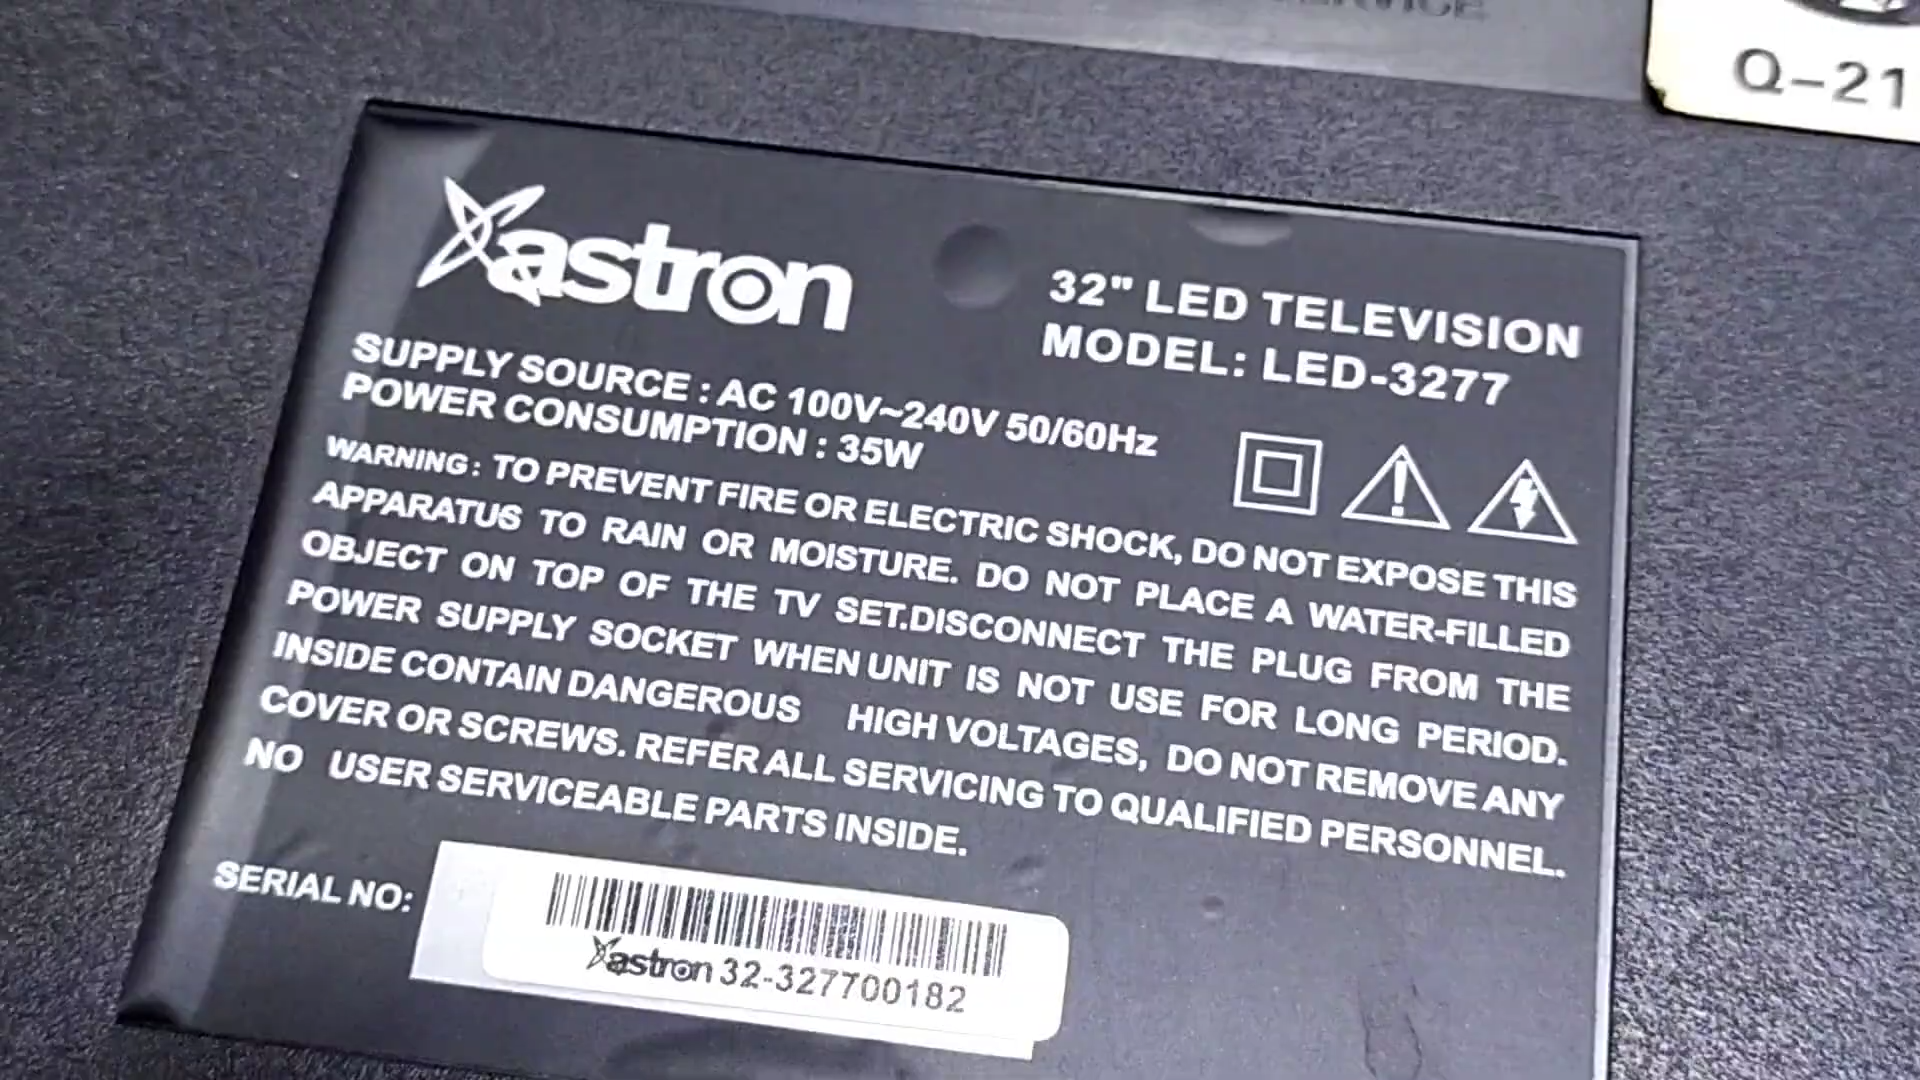 SERVICE
Q-21
astron
32" LED TELEVISION
MODEL: LED-3277
SUPPLY SOURCE : AC 100V~240V 50/60Hz
POWER CONSUMPTION : 35W
WARNING: TO PREVENT FIRE OR ELECTRIC SHOCK, DO NOT EXPOSE THIS
APPARATUS TO RAIN OR MOISTURE. DO NOT PLACE A WATER-FILLED
OBJECT ON TOP OF THE TV SET.DISCONNECT THE PLUG FROM THE
POWER SUPPLY SOCKET WHEN UNIT IS NOT USE FOR LONG PERIOD.
INSIDE CONTAIN DANGEROUS HIGH VOLTAGES, DO NOT REMOVE ANY
COVER OR SCREWS. REFER ALL SERVICING TO QUALIFIED PERSONNEL.
NO USER SERVICEABLE PARTS INSIDE.
SERIAL NO:
astron 32-327700182